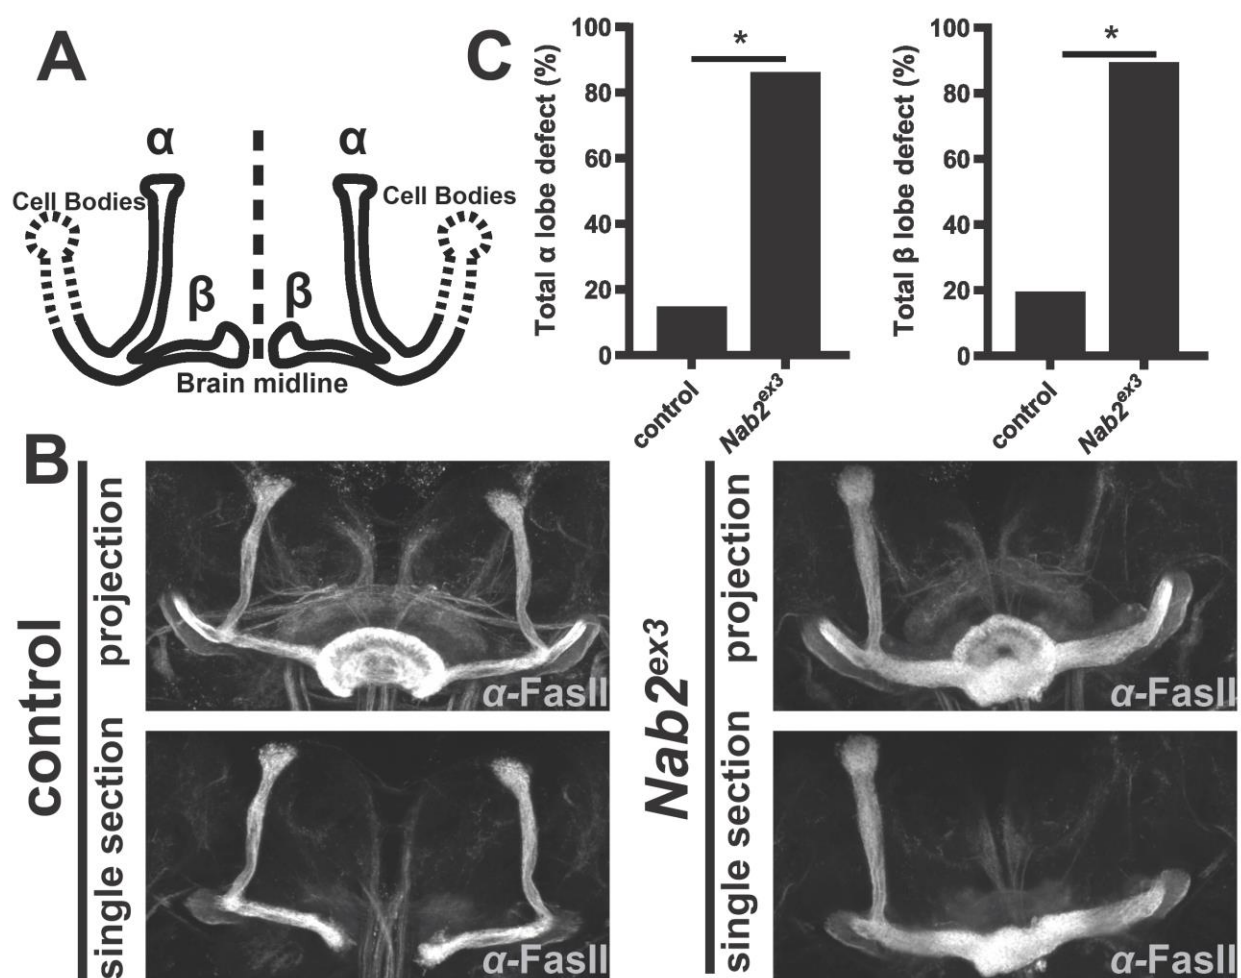 A
α
α
Cell Bodies
Cell Bodies
β
β
Brain midline
C
Total α lobe defect (%)
100
80
60
40
20
0
*
control
Nab2ex3
Total β lobe defect (%)
100
80
60
40
20
0
*
control
Nab2ex3
B
control
projection
α-FasII
single section
α-FasII
Nab2ex3
projection
α-FasII
single section
α-FasII